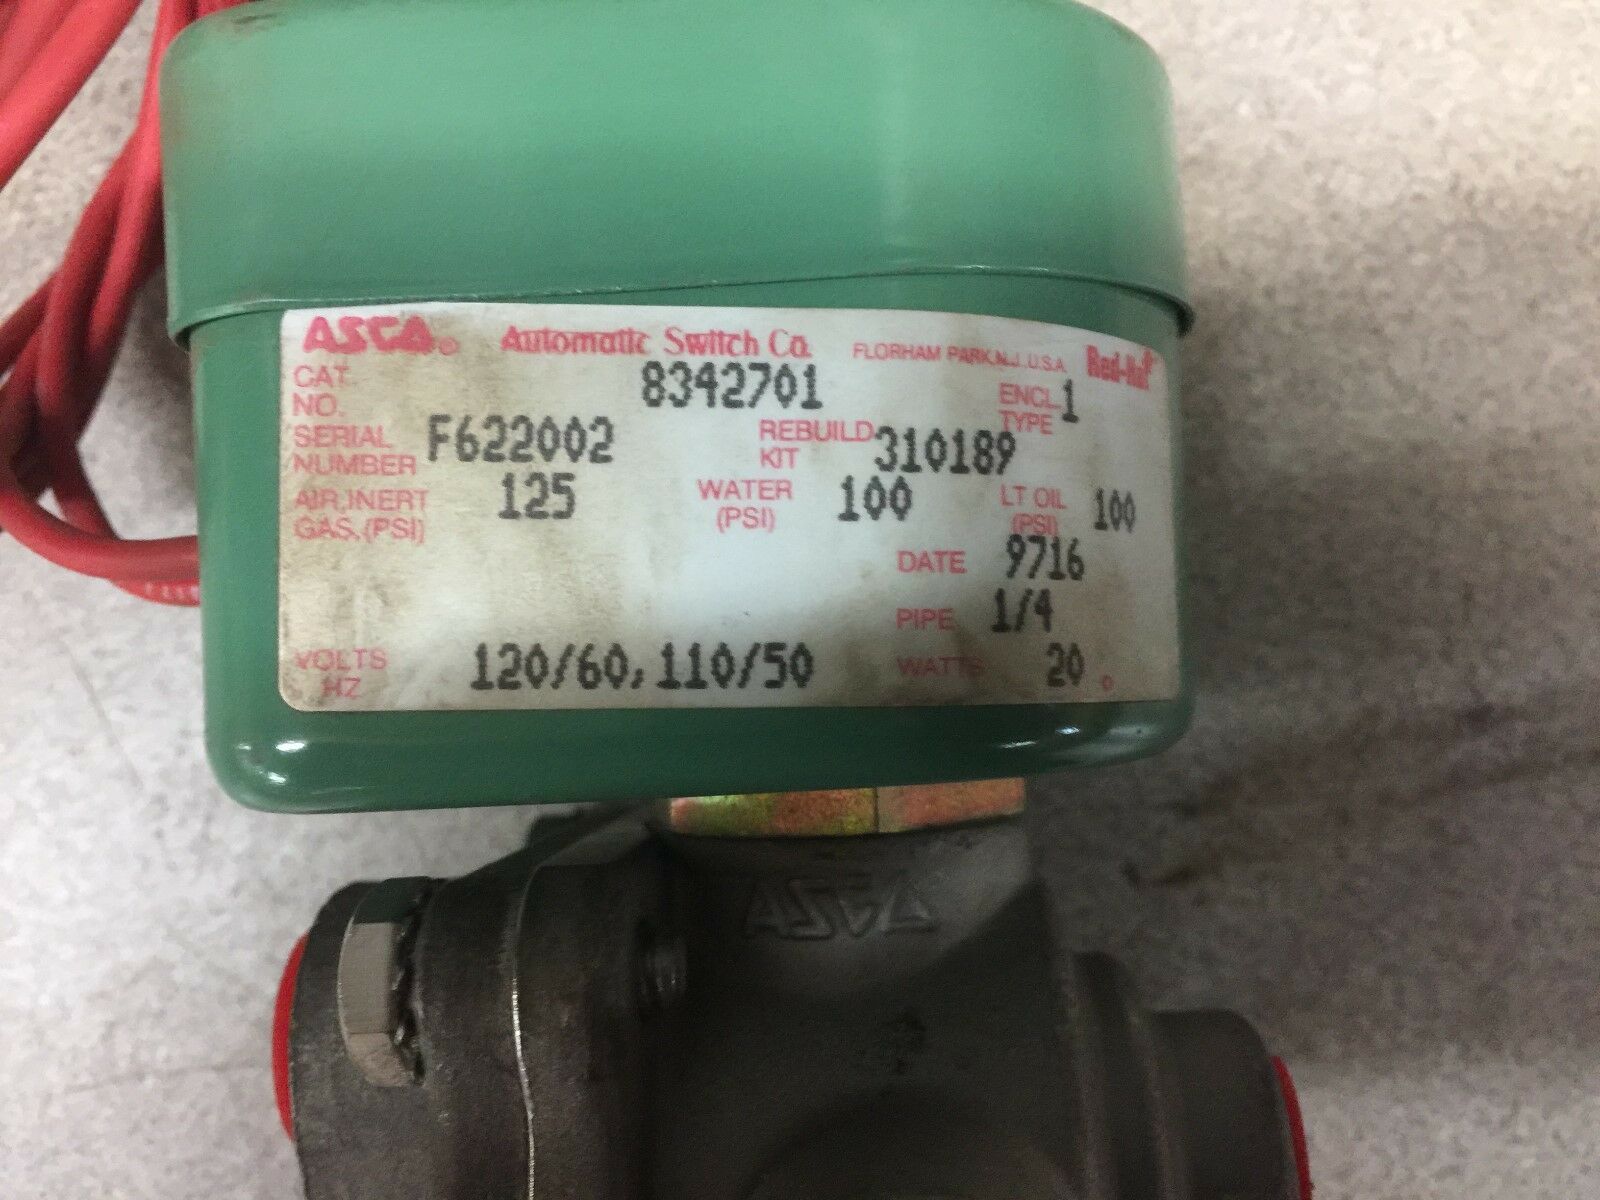 ASCA® Automatic Switch Co. FLORHAM PARK, N.J. U.S.A. Red-Hat
CAT. NO. 8342701 ENCL. TYPE 1
SERIAL NUMBER F622002 REBUILD KIT 310189
AIR, INERT GAS, (PSI) 125 WATER (PSI) 100 LT OIL (PSI) 100
DATE 9716
PIPE 1/4
VOLTS HZ 120/60, 110/50 WATTS 20
ASCA